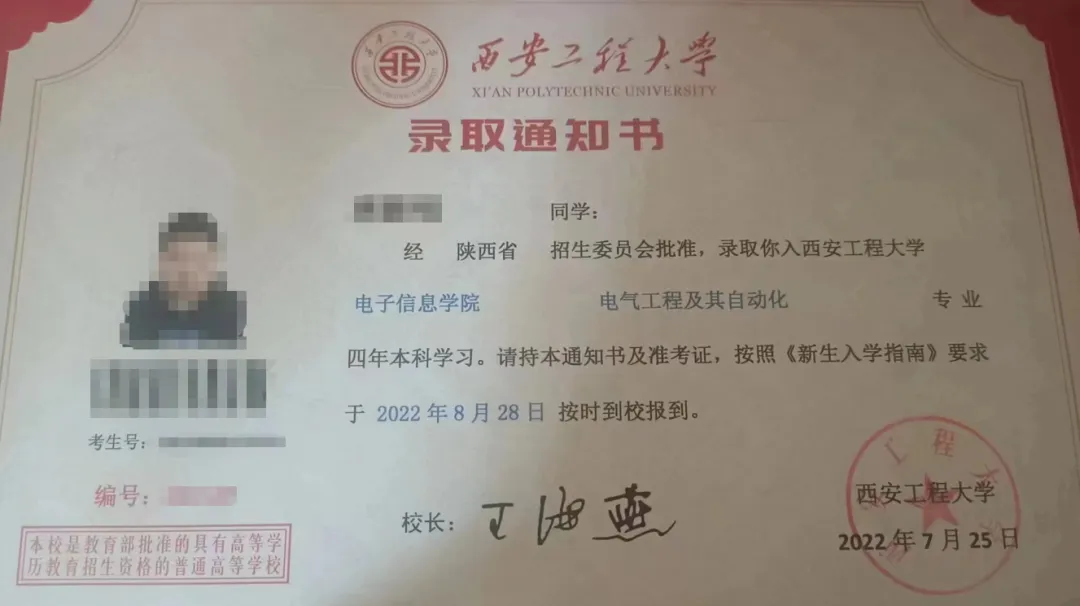 西安工程大学
XI'AN POLYTECHNIC UNIVERSITY
录取通知书
同学：
经 陕西省 招生委员会批准，录取你入西安工程大学
电子信息学院 电气工程及其自动化 专业
四年本科学习。请持本通知书及准考证，按照《新生入学指南》要求
于 2022 年 8 月 28 日 按时到校报到。
考生号：
编号：
本校是教育部批准的具有高等学
历教育招生资格的普通高等学校
校长：王海燕
西安工程大学
2022 年 7 月 25 日